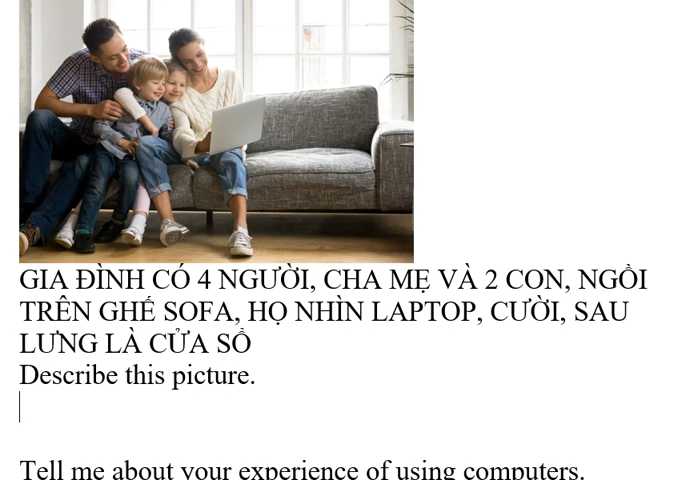 GIA ĐÌNH CÓ 4 NGƯỜI, CHA MẸ VÀ 2 CON, NGỒI
TRÊN GHẾ SOFA, HỌ NHÌN LAPTOP, CƯỜI, SAU
LƯNG LÀ CỬA SỔ
Describe this picture.
Tell me about your experience of using computers.